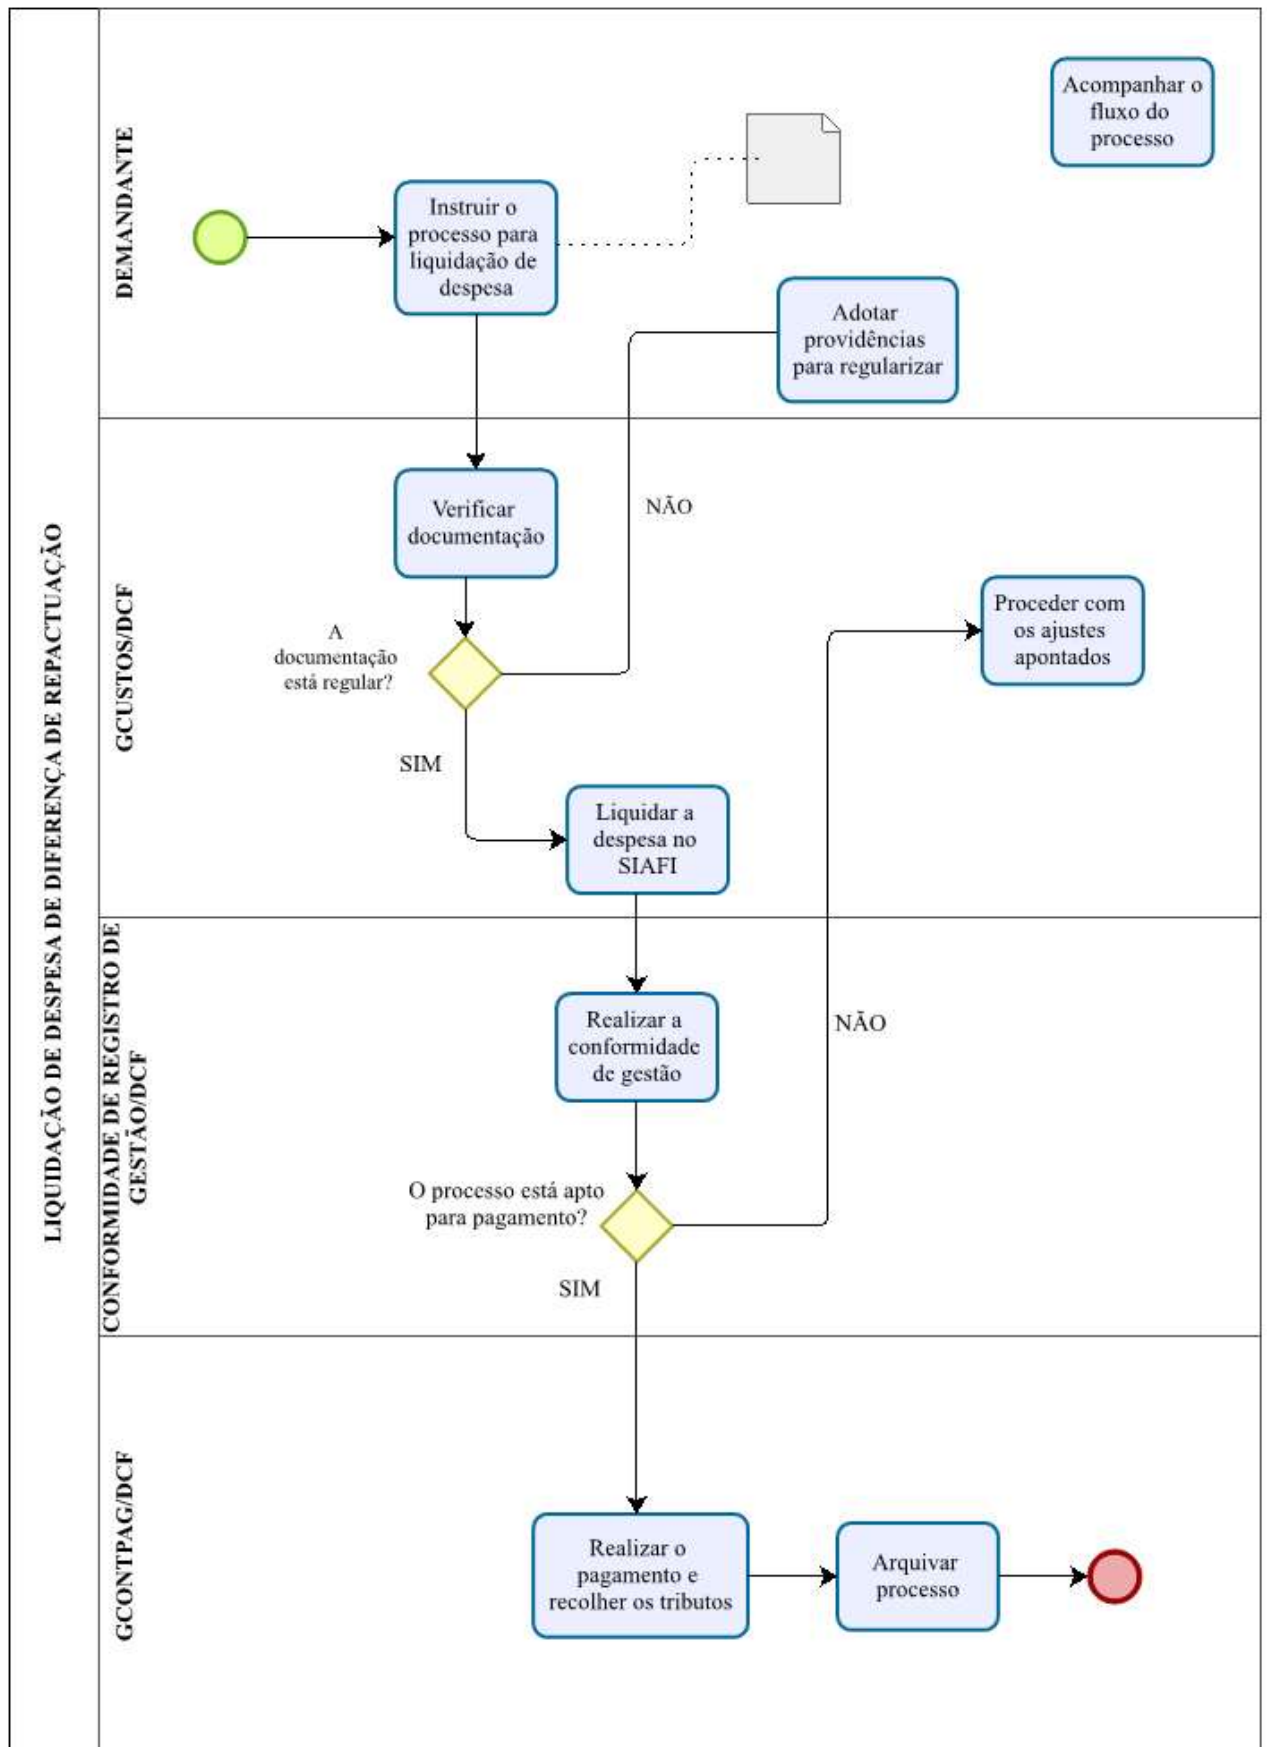 LIQUIDAÇÃO DE DESPESA DE DIFERENÇA DE REPACTUAÇÃO
DEMANDANTE
Acompanhar o
fluxo do
processo
Instruir o
processo para
liquidação de
despesa
Adotar
providências
para regularizar
GCUSTOS/DCF
Verificar
documentação
NÃO
A
documentação
está regular?
Proceder com
os ajustes
apontados
SIM
Liquidar a
despesa no
SIAFI
CONFORMIDADE DE REGISTRO DE
GESTÃO/DCF
Realizar a
conformidade
de gestão
NÃO
O processo está apto
para pagamento?
SIM
GCONTPAG/DCF
Realizar o
pagamento e
recolher os tributos
Arquivar
processo